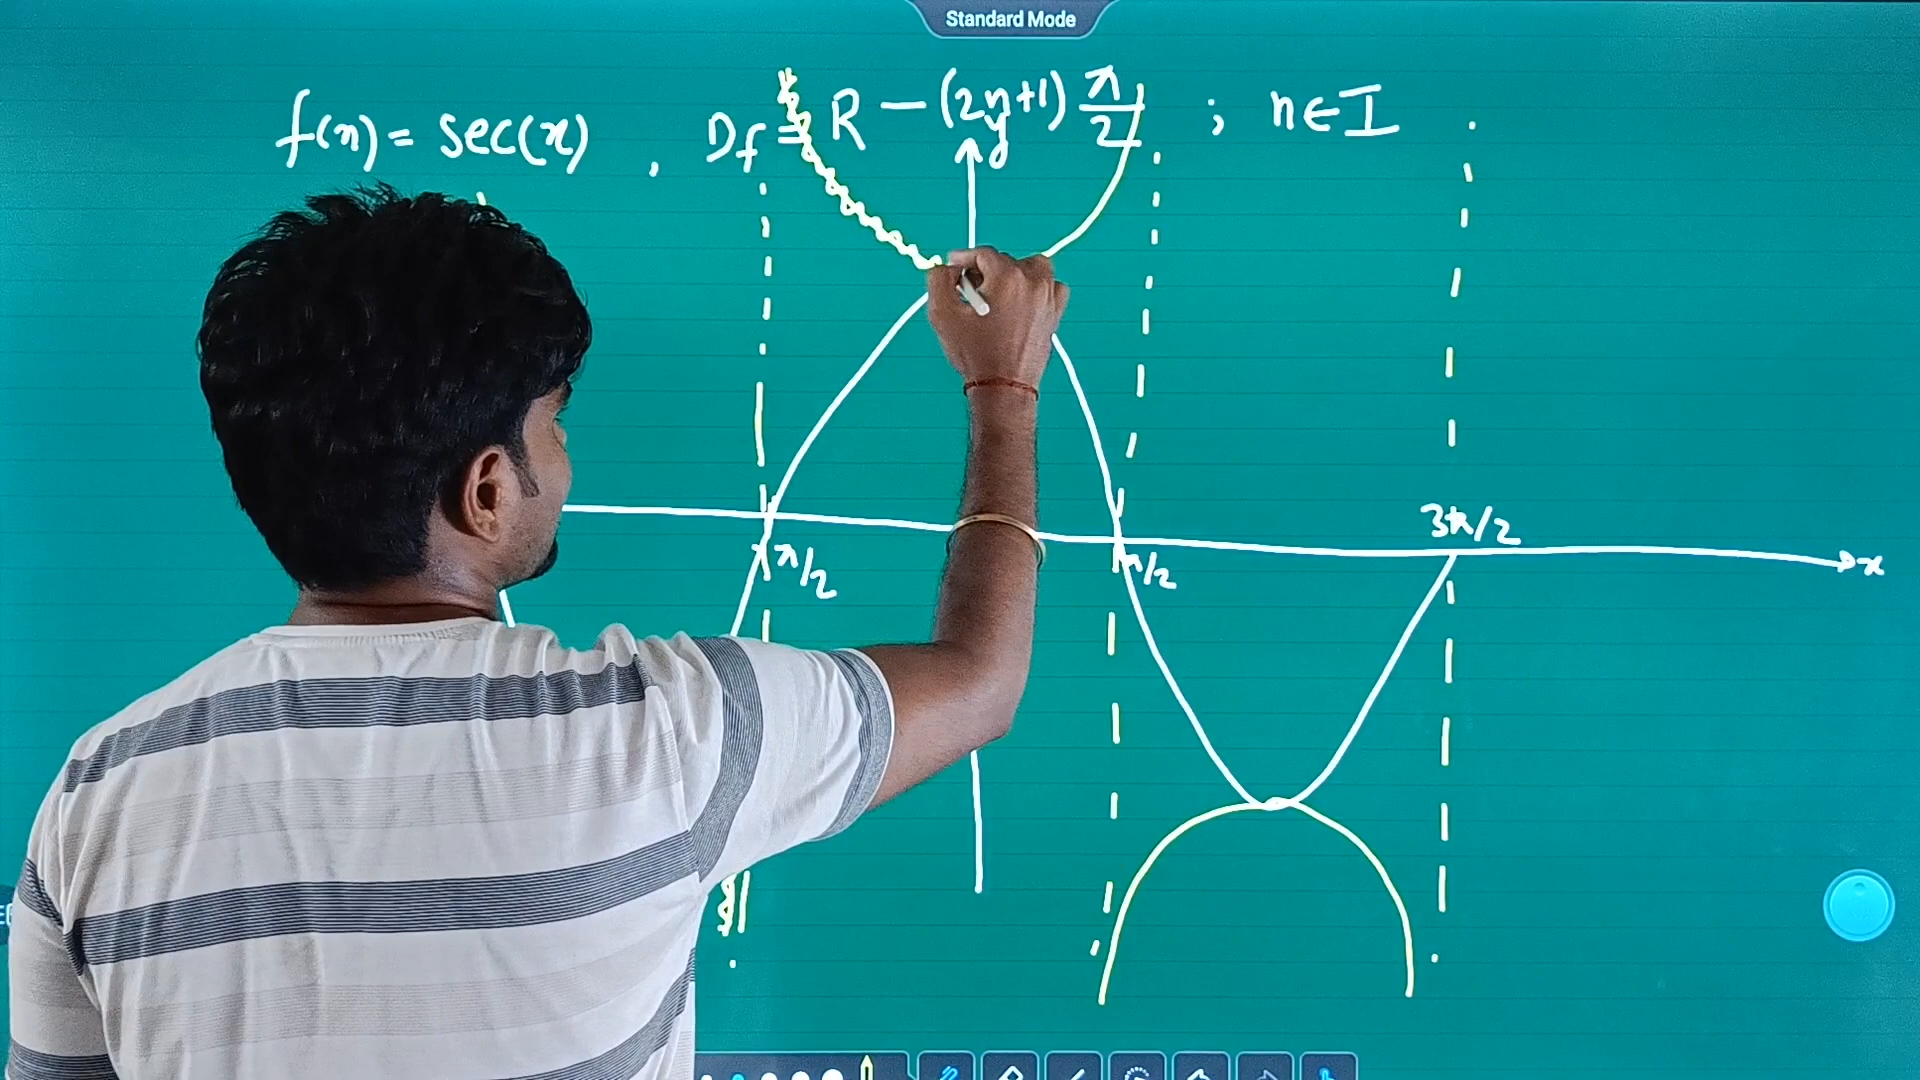 Standard Mode
f(x) = sec(x) , Df = R - (2n+1) π/2 ; n∈I
y
3π/2
π/2 π/2 x